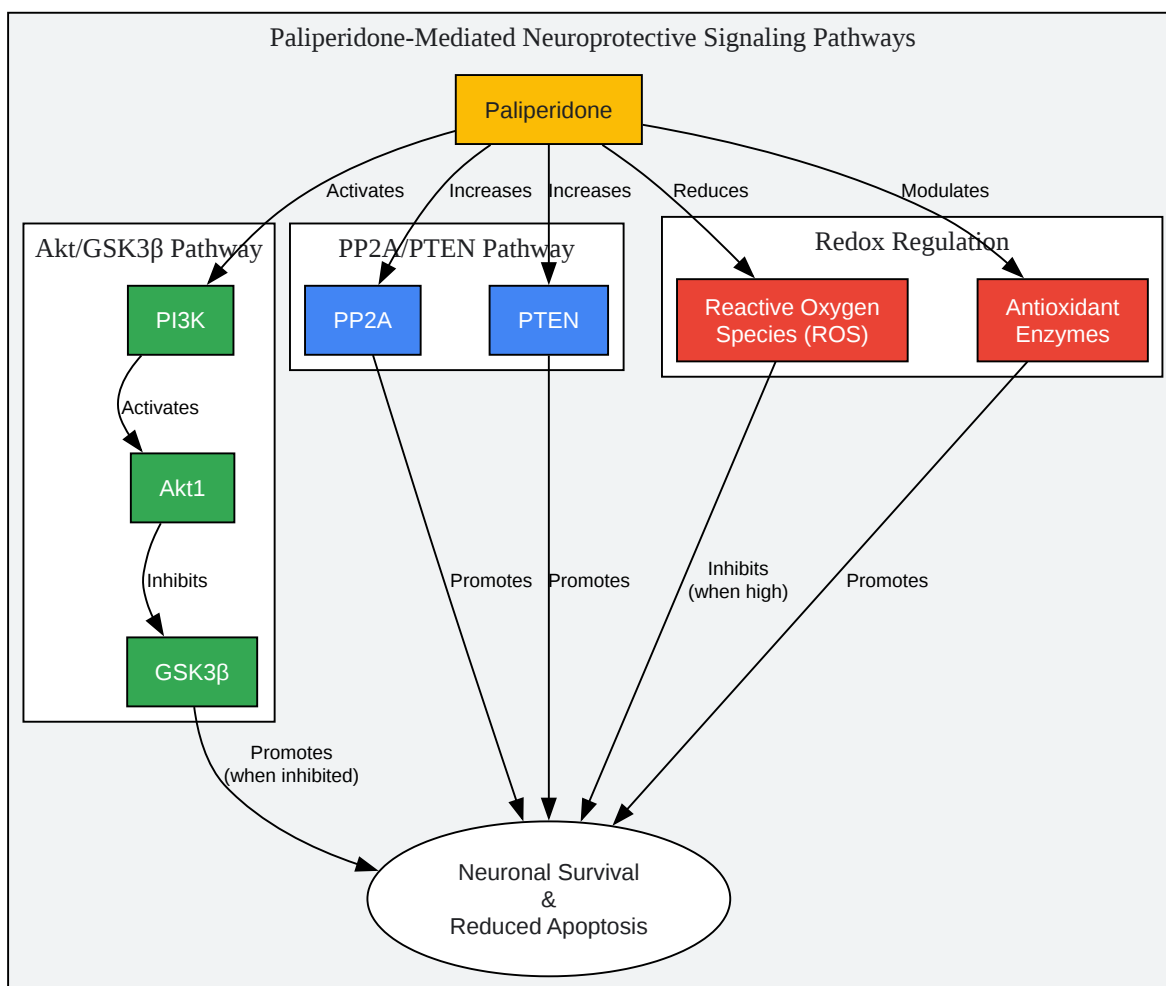 Paliperidone-Mediated Neuroprotective Signaling Pathways
Paliperidone
Activates
Increases
Increases
Reduces
Modulates
Akt/GSK3β Pathway
PP2A/PTEN Pathway
Redox Regulation
PI3K
PP2A
PTEN
Reactive Oxygen
Species (ROS)
Antioxidant
Enzymes
Activates
Akt1
Inhibits
Promotes
Promotes
Inhibits
(when high)
Promotes
GSK3β
Promotes
(when inhibited)
Neuronal Survival
&
Reduced Apoptosis